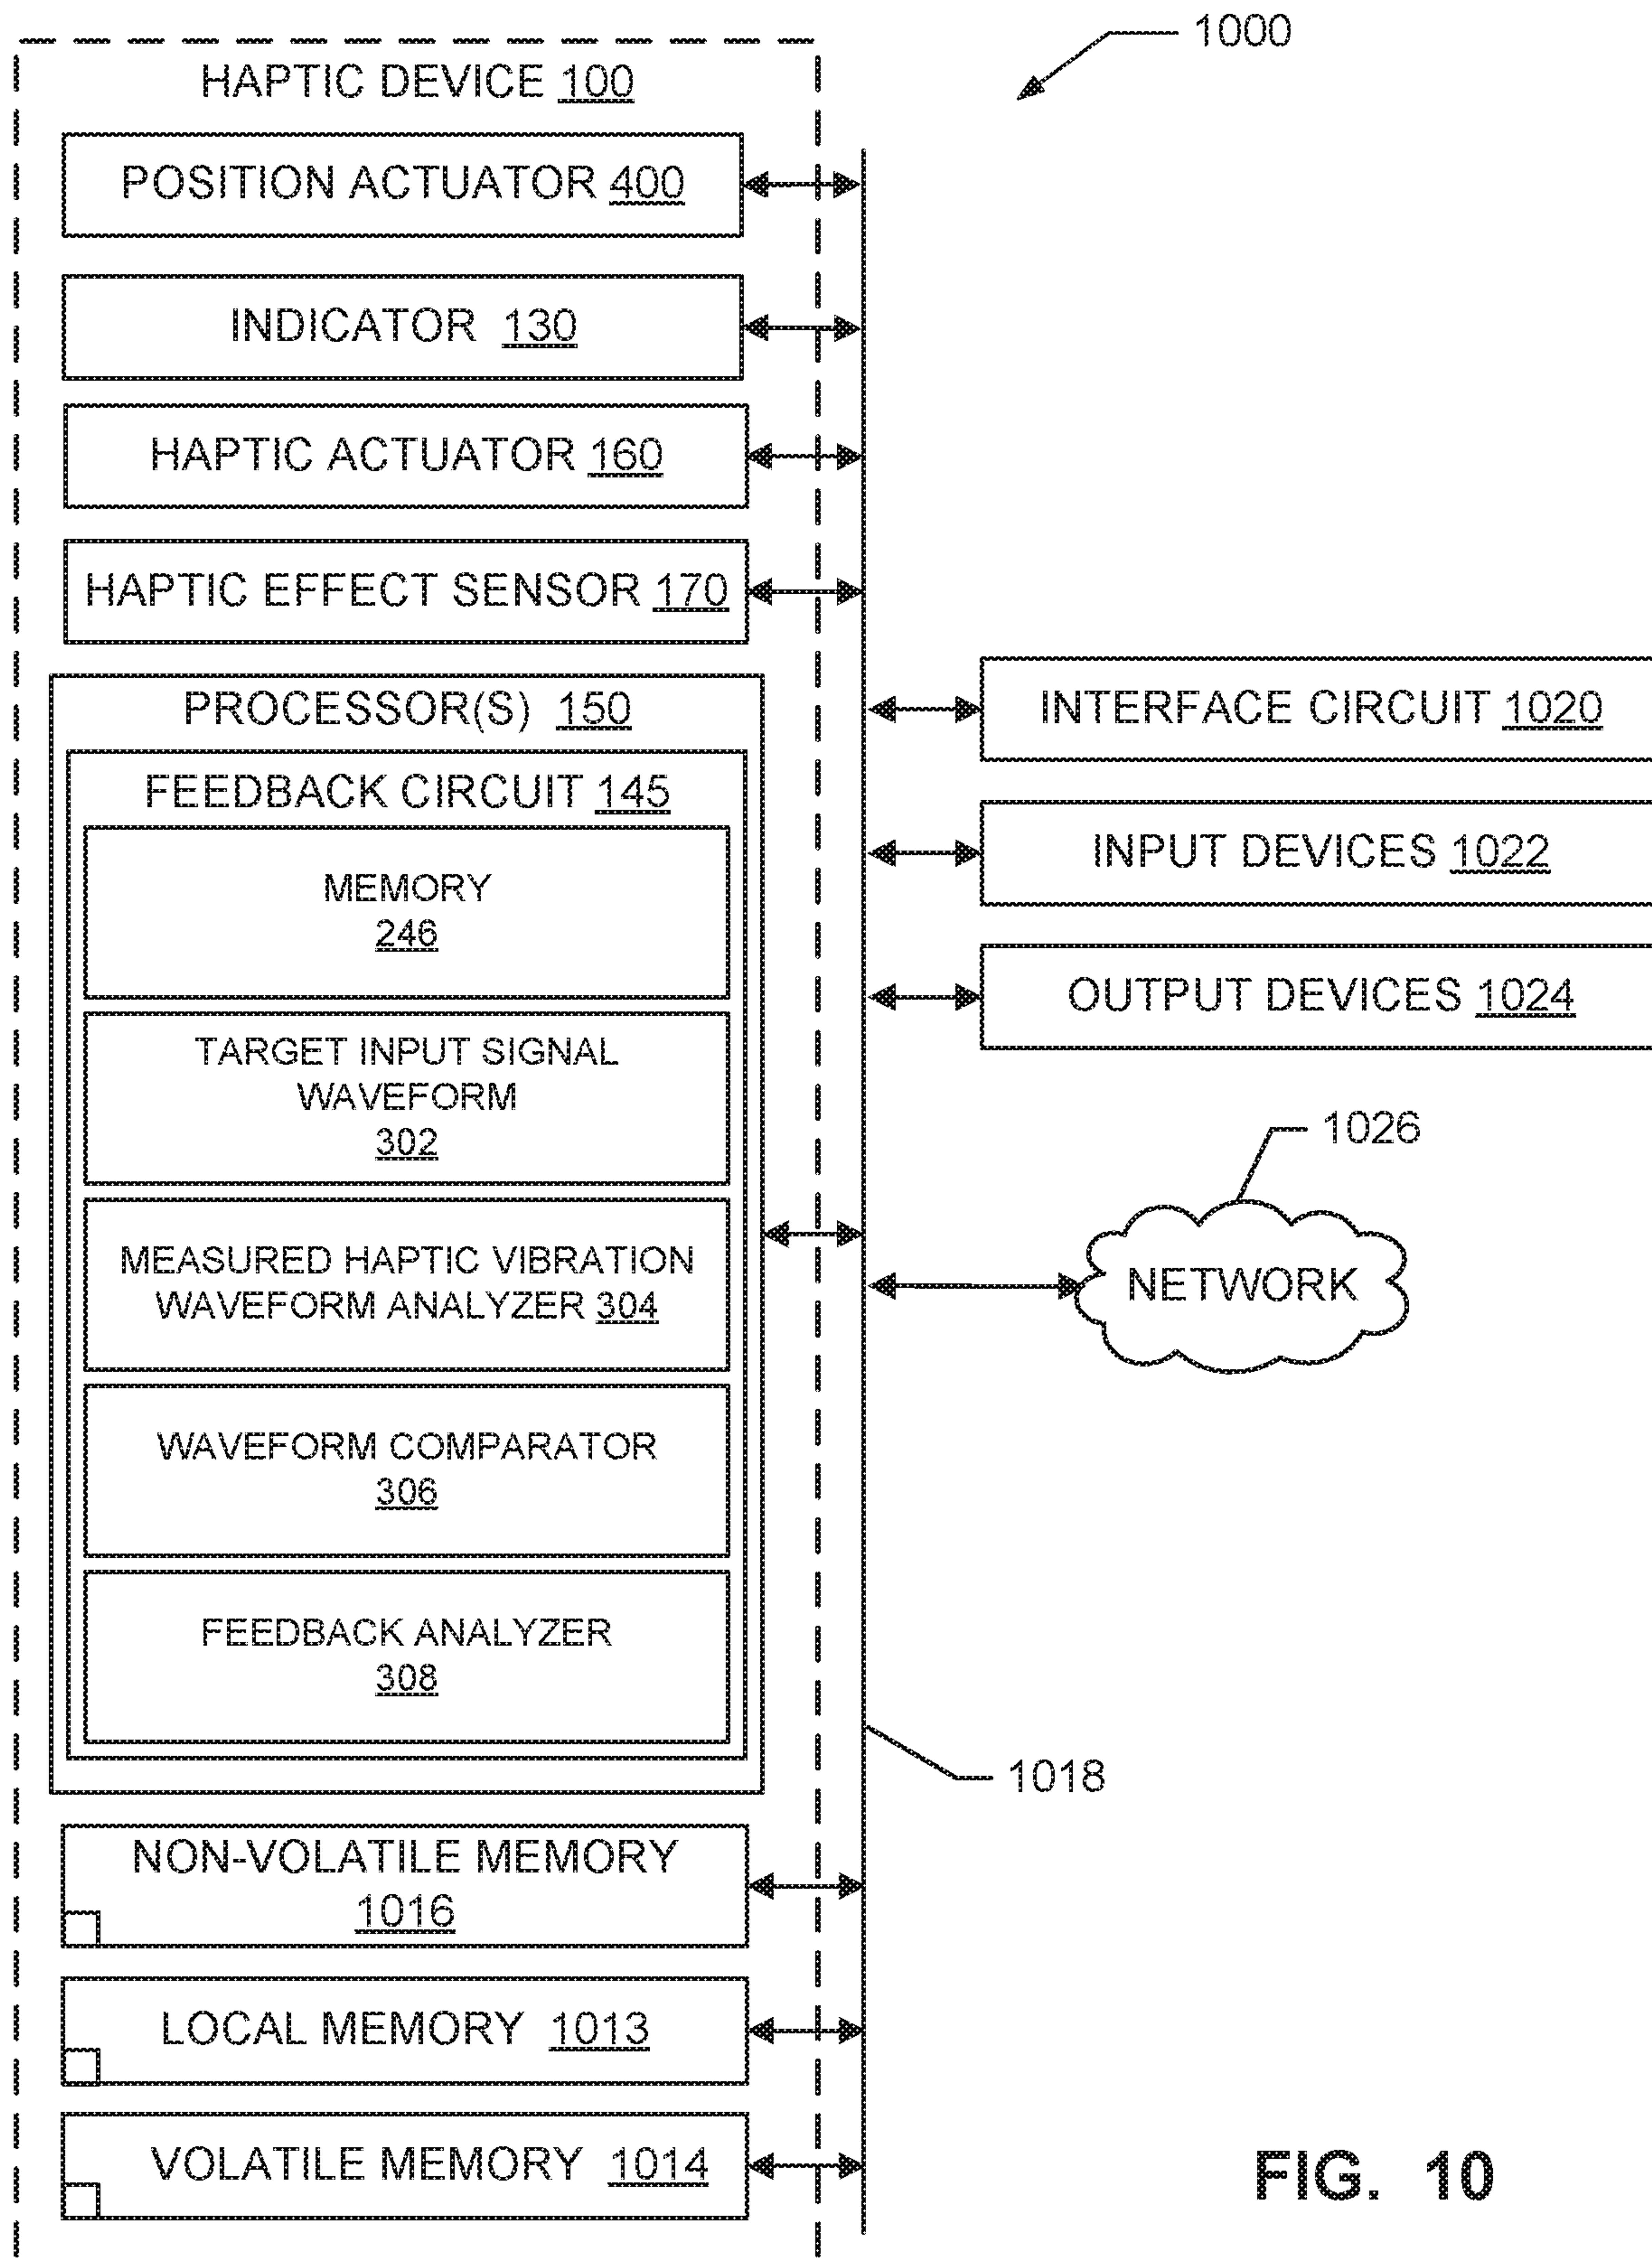 1000
HAPTIC DEVICE 100
POSITION ACTUATOR 400
INDICATOR 130
HAPTIC ACTUATOR 160
HAPTIC EFFECT SENSOR 170
PROCESSOR(S) 150
FEEDBACK CIRCUIT 145
MEMORY
246
TARGET INPUT SIGNAL
WAVEFORM
302
MEASURED HAPTIC VIBRATION
WAVEFORM ANALYZER 304
WAVEFORM COMPARATOR
306
FEEDBACK ANALYZER
308
NON-VOLATILE MEMORY
1016
LOCAL MEMORY 1013
VOLATILE MEMORY 1014
INTERFACE CIRCUIT 1020
INPUT DEVICES 1022
OUTPUT DEVICES 1024
1026
NETWORK
1018
FIG. 10